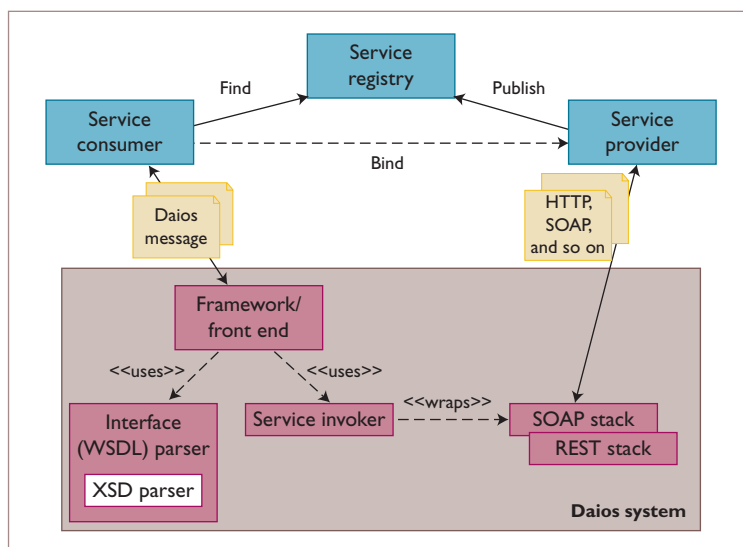 Service
registry
Find
Publish
Service
consumer
Service
provider
Bind
Daios
message
HTTP,
SOAP,
and so on
Framework/
front end
<<uses>>
<<uses>>
<<wraps>>
Interface
(WSDL) parser
XSD parser
Service invoker
SOAP stack
REST stack
Daios system